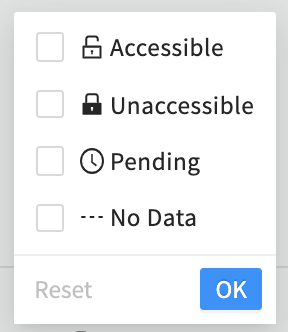 Accessible
Unaccessible
Pending
--- No Data
Reset
OK